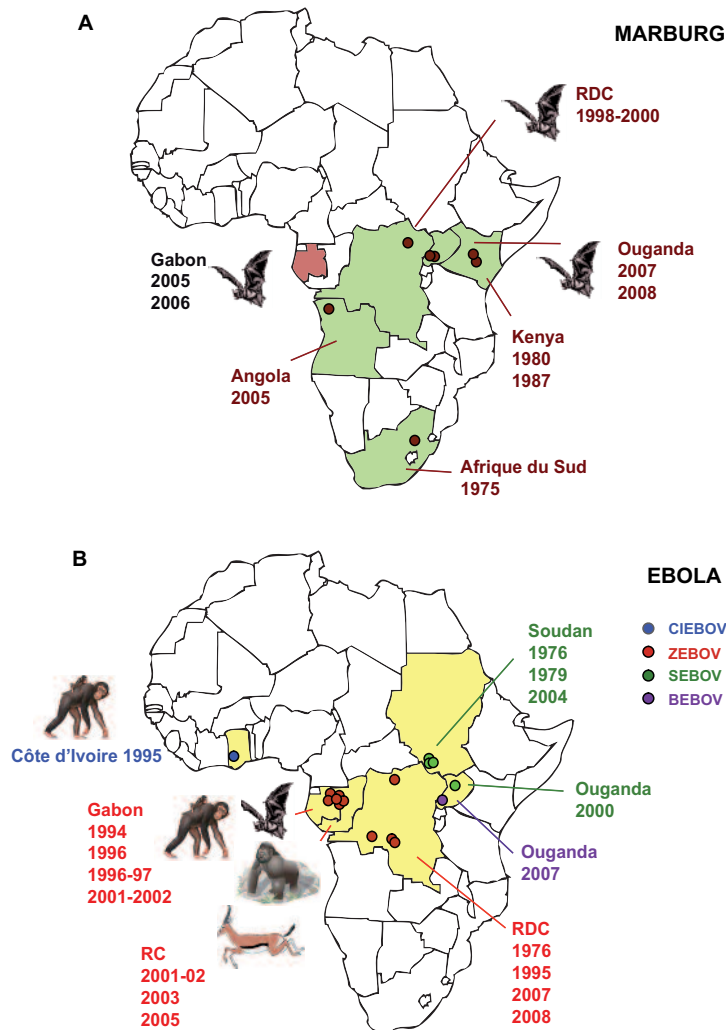 A
MARBURG
RDC
1998-2000
Gabon
2005
2006
Ouganda
2007
2008
Kenya
1980
1987
Angola
2005
Afrique du Sud
1975
B
EBOLA
CIEBOV
ZEBOV
SEBOV
BEBOV
Soudan
1976
1979
2004
Côte d'Ivoire 1995
Ouganda
2000
Gabon
1994
1996
1996-97
2001-2002
Ouganda
2007
RC
2001-02
2003
2005
RDC
1976
1995
2007
2008